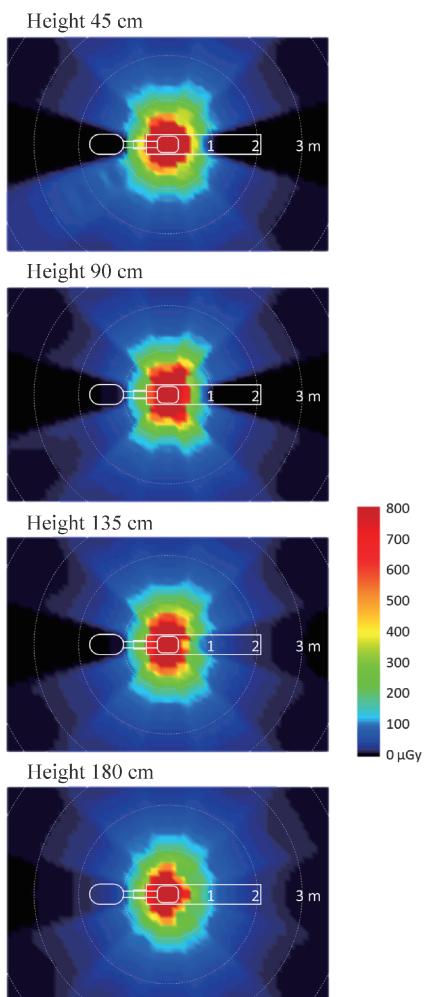 Height 45 cm
1 2 3 m
Height 90 cm
1 2 3 m
Height 135 cm
1 2 3 m
800
700
600
500
400
300
200
100
0 µGy
Height 180 cm
1 2 3 m